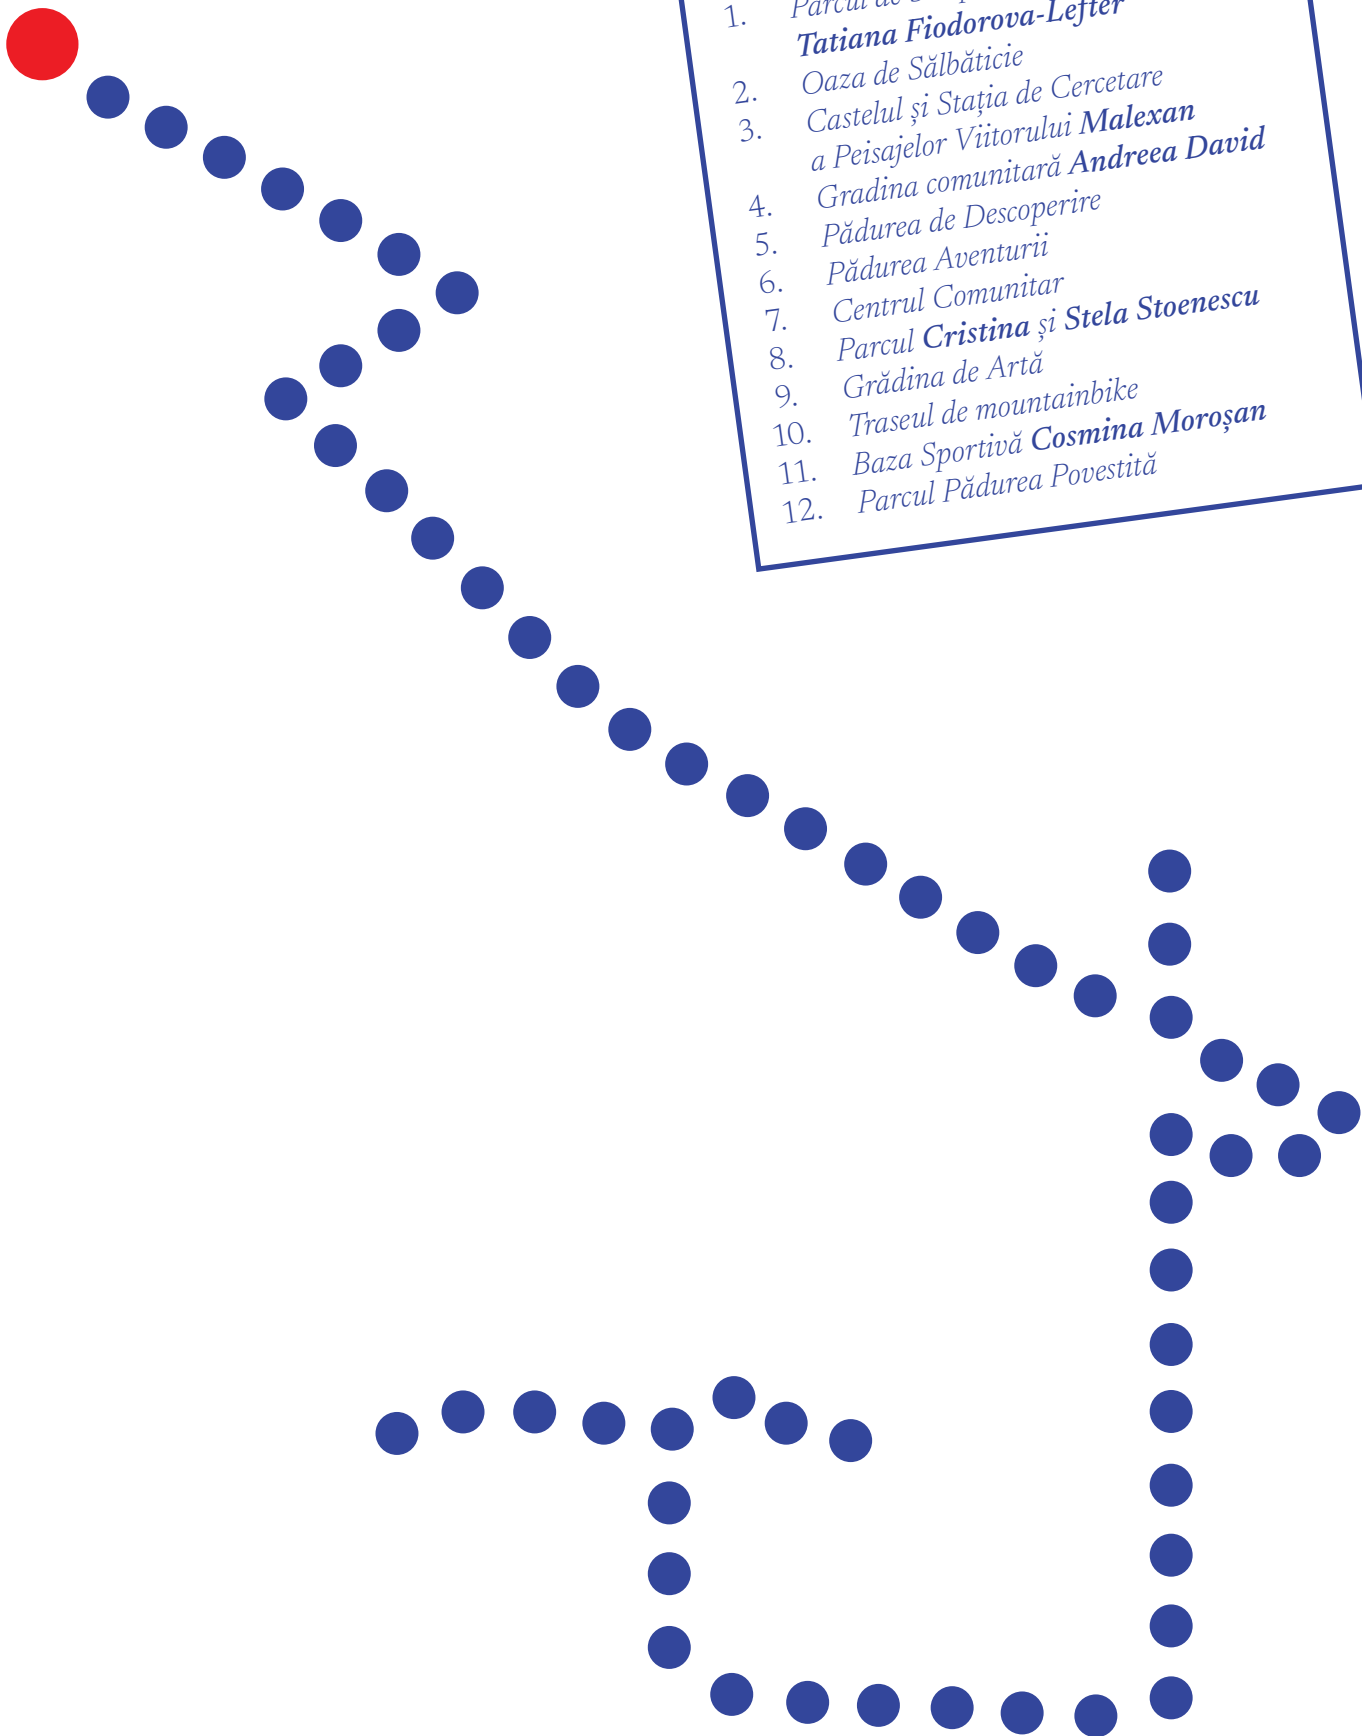 1. Parcul de
Tatiana Fiodorova-Lefter
2. Oaza de Sălbăticie
3. Castelul și Stația de Cercetare
a Peisajelor Viitorului Malexan
4. Gradina comunitară Andreea David
5. Pădurea de Descoperire
6. Pădurea Aventurii
7. Centrul Comunitar
8. Parcul Cristina și Stela Stoenescu
9. Grădina de Artă
10. Traseul de mountainbike
11. Baza Sportivă Cosmina Moroșan
12. Parcul Pădurea Povestită